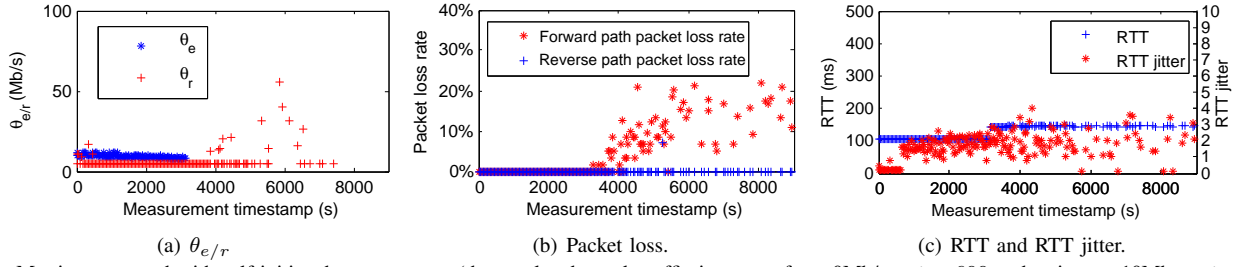 100
50
0
θe/r (Mb/s)
θe
θr
0 2000 4000 6000 8000
Measurement timestamp (s)
(a) θe/r
40%
30%
20%
10%
0%
Packet loss rate
Forward path packet loss rate
Reverse path packet loss rate
0 2000 4000 6000 8000
Measurement timestamp (s)
(b) Packet loss.
500
400
300
200
100
0
RTT (ms)
RTT
RTT jitter
10
9
8
7
6
5
4
3
2
1
0
RTT jitter
0 2000 4000 6000 8000
Measurement timestamp (s)
(c) RTT and RTT jitter.